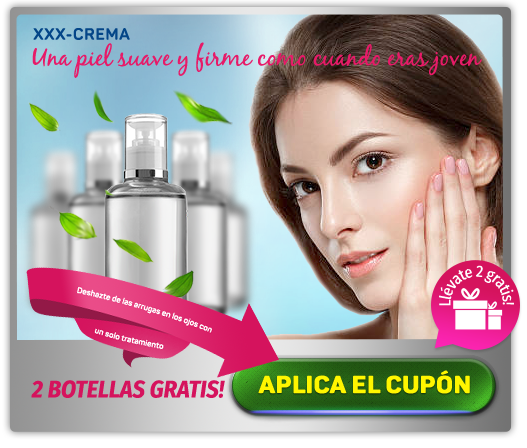 XXX-CREMA
Una piel suave y firme como cuando eras joven
Llévate 2 gratis!
Deshazte de las arrugas en los ojos con
un solo tratamiento
2 BOTELLAS GRATIS!
APLICA EL CUPÓN